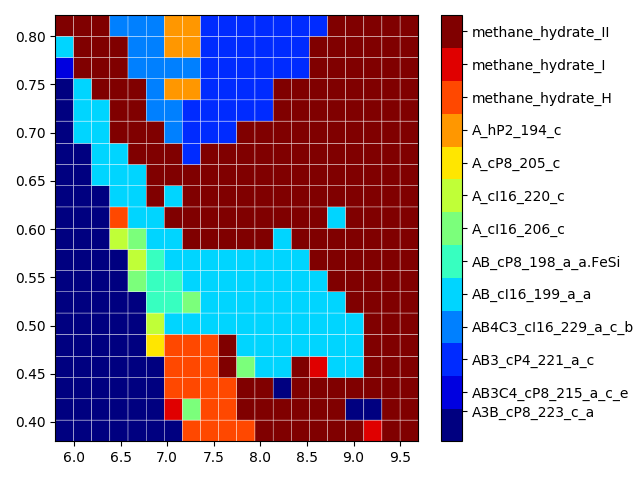 0.80
0.75
0.70
0.65
0.60
0.55
0.50
0.45
0.40
6.0 6.5 7.0 7.5 8.0 8.5 9.0 9.5
methane_hydrate_II
methane_hydrate_I
methane_hydrate_H
A_hP2_194_c
A_cP8_205_c
A_cI16_220_c
A_cI16_206_c
AB_cP8_198_a_a.FeSi
AB_cI16_199_a_a
AB4C3_cI16_229_a_c_b
AB3_cP4_221_a_c
AB3C4_cP8_215_a_c_e
A3B_cP8_223_c_a